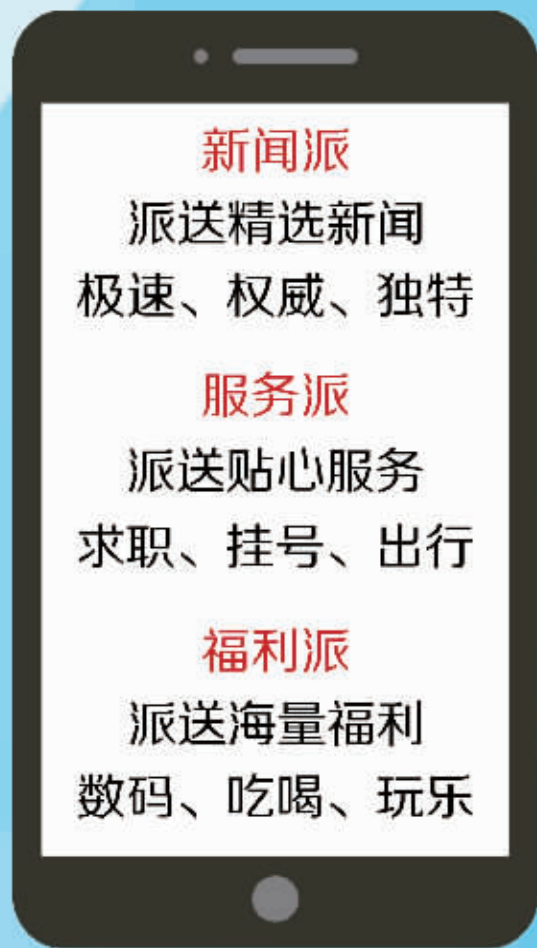 新闻派
派送精选新闻
极速、权威、独特
服务派
派送贴心服务
求职、挂号、出行
福利派
派送海量福利
数码、吃喝、玩乐